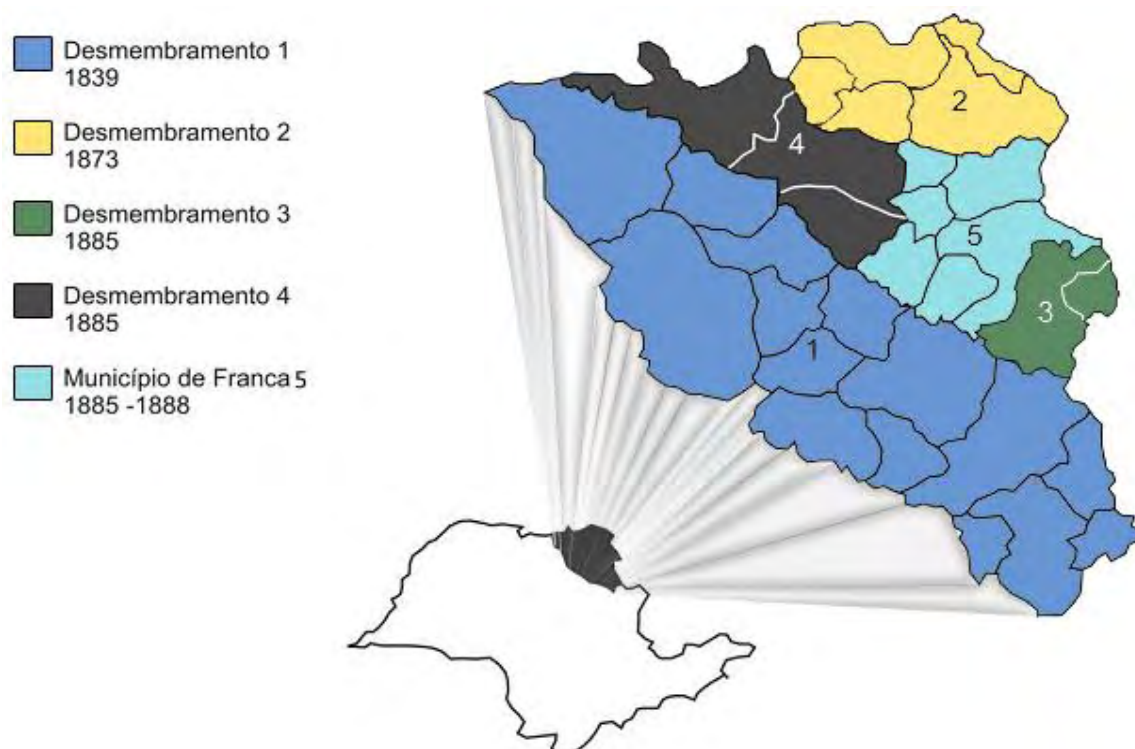 Desmembramento 1
1839
Desmembramento 2
1873
Desmembramento 3
1885
Desmembramento 4
1885
Município de Franca 5
1885 -1888
2
4
5
3
1